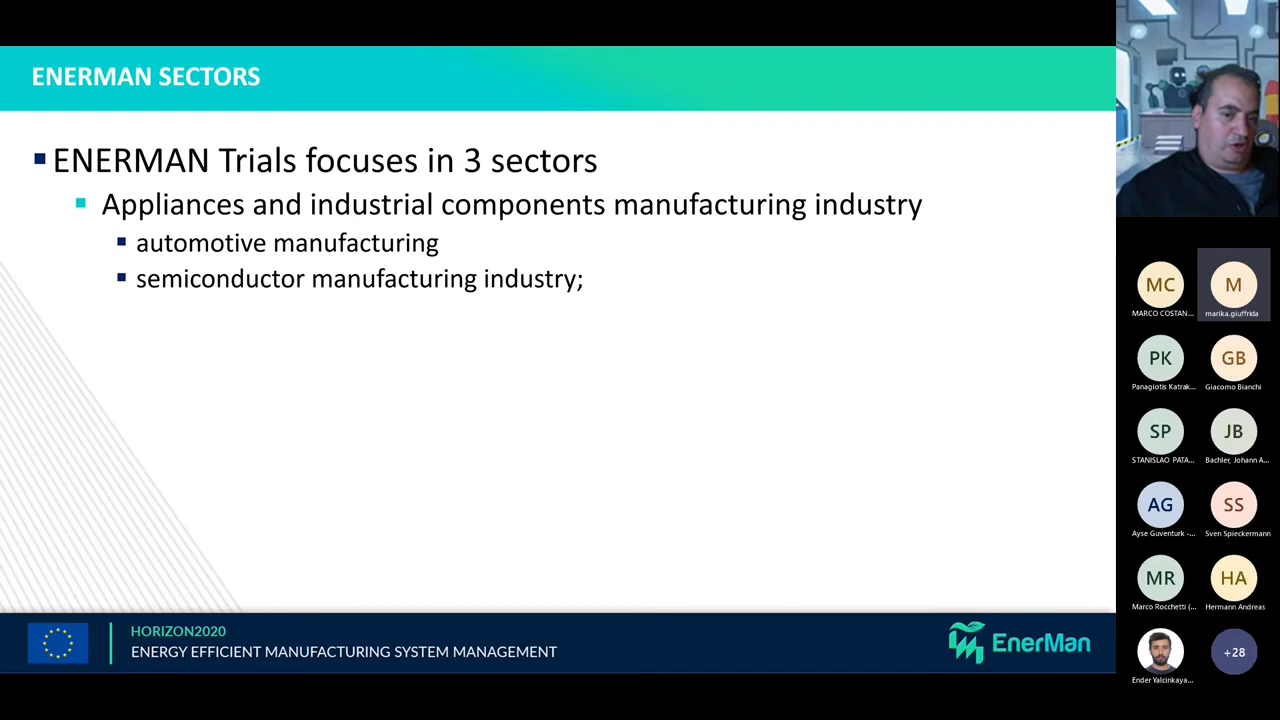 ENERMAN SECTORS
ENERMAN Trials focuses in 3 sectors
Appliances and industrial components manufacturing industry
automotive manufacturing
semiconductor manufacturing industry;
HORIZON2020
ENERGY EFFICIENT MANUFACTURING SYSTEM MANAGEMENT
EnerMan
MC
MARCO COSTAN...
M
marika.giuffrida
PK
Panagiotis Katrak...
GB
Giacomo Bianchi
SP
STANISLAO PATA...
JB
Bachler, Johann A...
AG
Ayse Guventurk -...
SS
Sven Spieckermann
MR
Marco Rocchetti (...
HA
Hermann Andreas
Ender Yalcinkaya...
+28